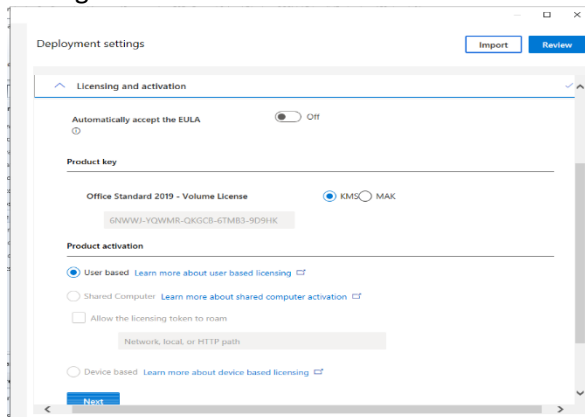 Deployment settings
Import
Review
Licensing and activation
Automatically accept the EULA
Off
Product key
Office Standard 2019 - Volume License
KMS
MAK
6NWWJ-YQWMR-QKGCB-6TMB3-9D9HK
Product activation
User based Learn more about user based licensing
Shared Computer Learn more about shared computer activation
Allow the licensing token to roam
Network, local, or HTTP path
Device based Learn more about device based licensing
Next